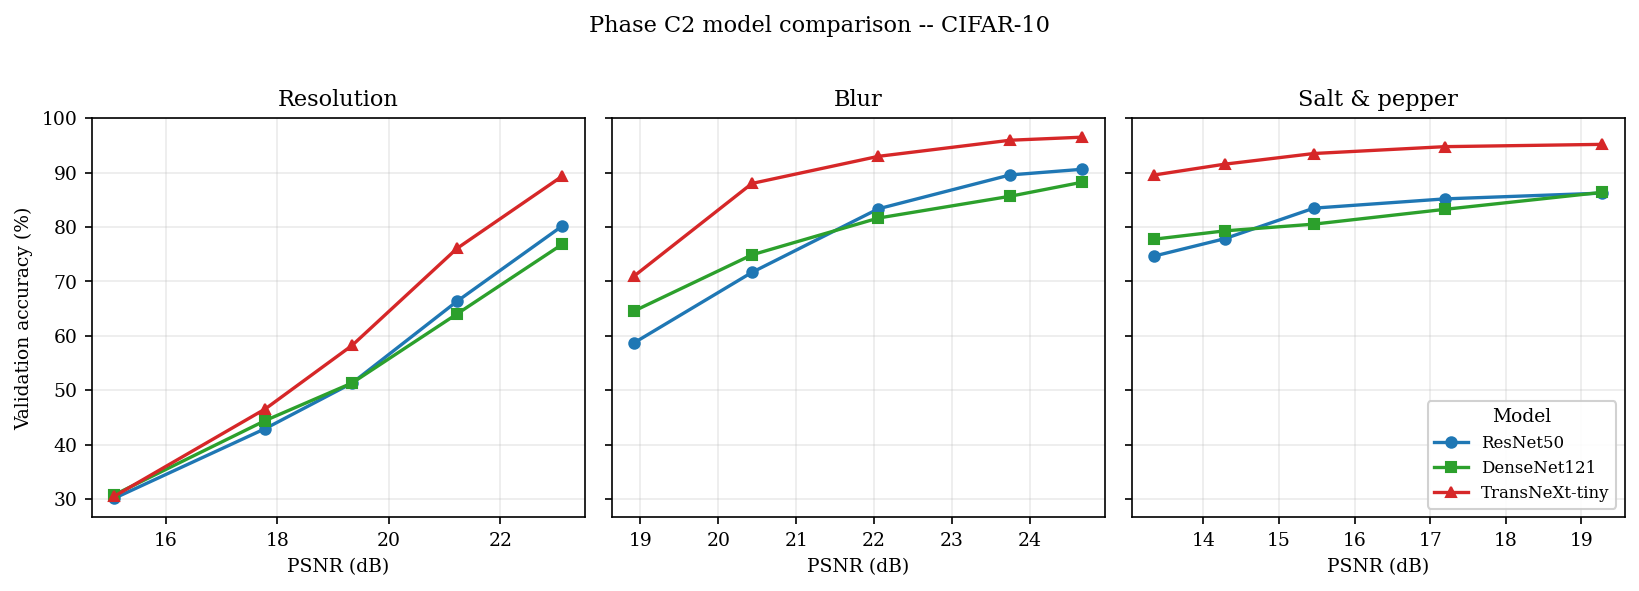 Phase C2 model comparison -- CIFAR-10
Resolution
Blur
Salt & pepper
Validation accuracy (%)
100
90
80
70
60
50
40
30
16 18 20 22
19 20 21 22 23 24
14 15 16 17 18 19
PSNR (dB)
PSNR (dB)
PSNR (dB)
Model
ResNet50
DenseNet121
TransNeXt-tiny